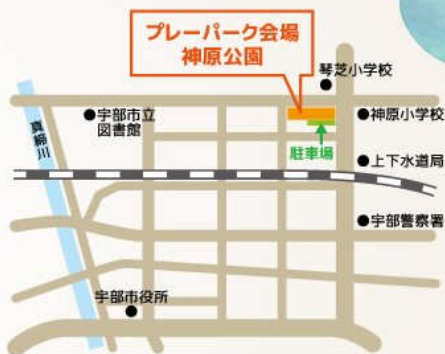 プレーパーク会場
神原公園
琴芝小学校
宇部市立
図書館
神原小学校
真締川
駐車場
上下水道局
宇部警察署
宇部市役所